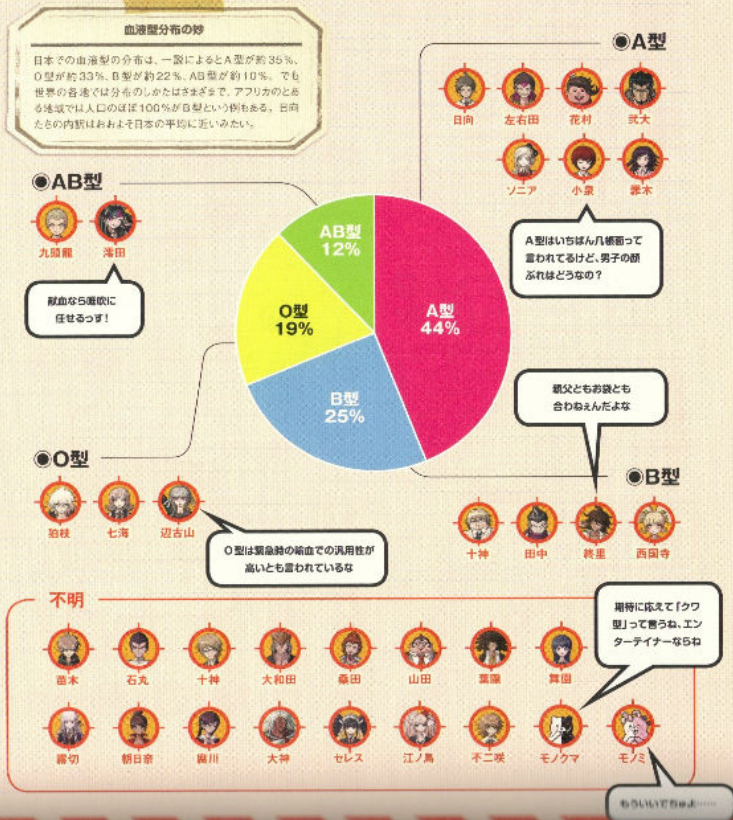 血液型分布の妙
日本での血液型の分布は、一説によるとA型が約35%、
O型が約33%、B型が約22%、AB型が約10%。でも
世界の各地では分布のしかたはさまざまで、アフリカのとあ
る地域では人口のほぼ100%がB型という例もある。日向
たちの内訳はおおよそ日本の平均に近いみたい。
●A型
日向 左右田 花村 弐大
ソニア 小泉 罪木
A型はいちばん几帳面って
言われてるけど、男子の顔
ぶれはどうなの?
●AB型
九頭龍 澪田
献血なら唯吹に
任せるっす!
AB型
12%
O型
19%
A型
44%
B型
25%
親父ともお袋とも
合わねぇんだよな
●O型
狛枝 七海 辺古山
O型は緊急時の輸血での汎用性が
高いとも言われているな
●B型
十神 田中 終里 西園寺
不明
期待に応えて「クワ
型」って言うね、エン
ターテイナーならね
苗木 石丸 十神 大和田 桑田 山田 葉隠 舞園
霧切 朝日奈 腐川 大神 セレス 江ノ島 不二咲 モノクマ モノミ
もういいでちゅよ……